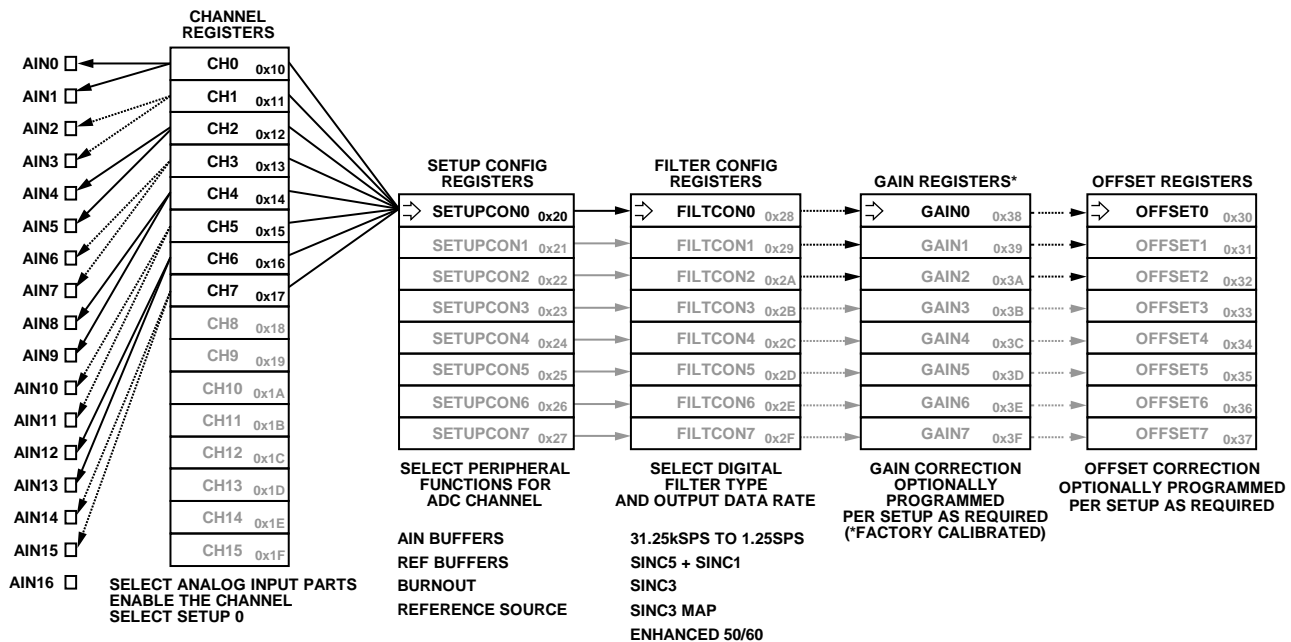 CHANNEL
REGISTERS
AIN0
AIN1
AIN2
AIN3
AIN4
AIN5
AIN6
AIN7
AIN8
AIN9
AIN10
AIN11
AIN12
AIN13
AIN14
AIN15
AIN16
CH0 0x10
CH1 0x11
CH2 0x12
CH3 0x13
CH4 0x14
CH5 0x15
CH6 0x16
CH7 0x17
CH8 0x18
CH9 0x19
CH10 0x1A
CH11 0x1B
CH12 0x1C
CH13 0x1D
CH14 0x1E
CH15 0x1F
SELECT ANALOG INPUT PARTS
ENABLE THE CHANNEL
SELECT SETUP 0
SETUP CONFIG
REGISTERS
SETUPCON0 0x20
SETUPCON1 0x21
SETUPCON2 0x22
SETUPCON3 0x23
SETUPCON4 0x24
SETUPCON5 0x25
SETUPCON6 0x26
SETUPCON7 0x27
SELECT PERIPHERAL
FUNCTIONS FOR
ADC CHANNEL
AIN BUFFERS
REF BUFFERS
BURNOUT
REFERENCE SOURCE
FILTER CONFIG
REGISTERS
FILTCON0 0x28
FILTCON1 0x29
FILTCON2 0x2A
FILTCON3 0x2B
FILTCON4 0x2C
FILTCON5 0x2D
FILTCON6 0x2E
FILTCON7 0x2F
SELECT DIGITAL
FILTER TYPE
AND OUTPUT DATA RATE
31.25kSPS TO 1.25SPS
SINC5 + SINC1
SINC3
SINC3 MAP
ENHANCED 50/60
GAIN REGISTERS*
GAIN0 0x38
GAIN1 0x39
GAIN2 0x3A
GAIN3 0x3B
GAIN4 0x3C
GAIN5 0x3D
GAIN6 0x3E
GAIN7 0x3F
GAIN CORRECTION
OPTIONALLY
PROGRAMMED
PER SETUP AS REQUIRED
(*FACTORY CALIBRATED)
OFFSET REGISTERS
OFFSET0 0x30
OFFSET1 0x31
OFFSET2 0x32
OFFSET3 0x33
OFFSET4 0x34
OFFSET5 0x35
OFFSET6 0x36
OFFSET7 0x37
OFFSET CORRECTION
OPTIONALLY PROGRAMMED
PER SETUP AS REQUIRED